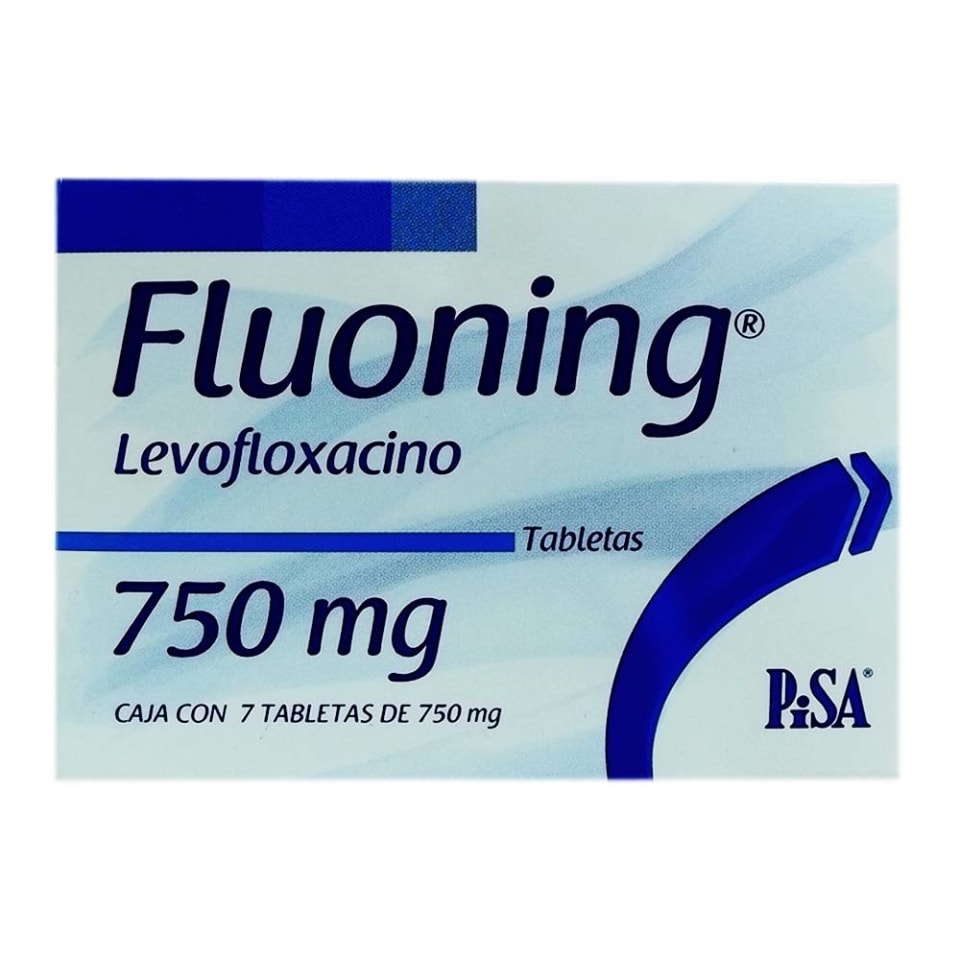 Fluoning®
Levofloxacino
Tabletas
750 mg
CAJA CON 7 TABLETAS DE 750 mg
PiSA®